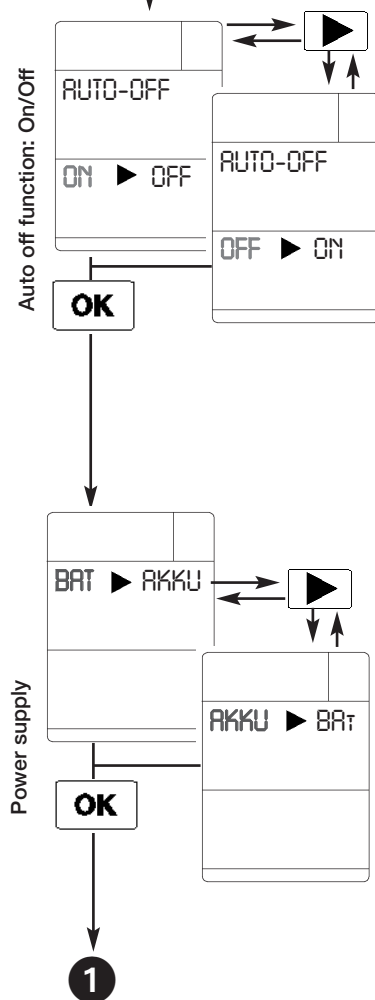 Auto off function: On/Off
AUTO-OFF
ON ▶ OFF
AUTO-OFF
OFF ▶ ON
OK
Power supply
BAT ▶ AKKU
AKKU ▶ BAT
OK
1